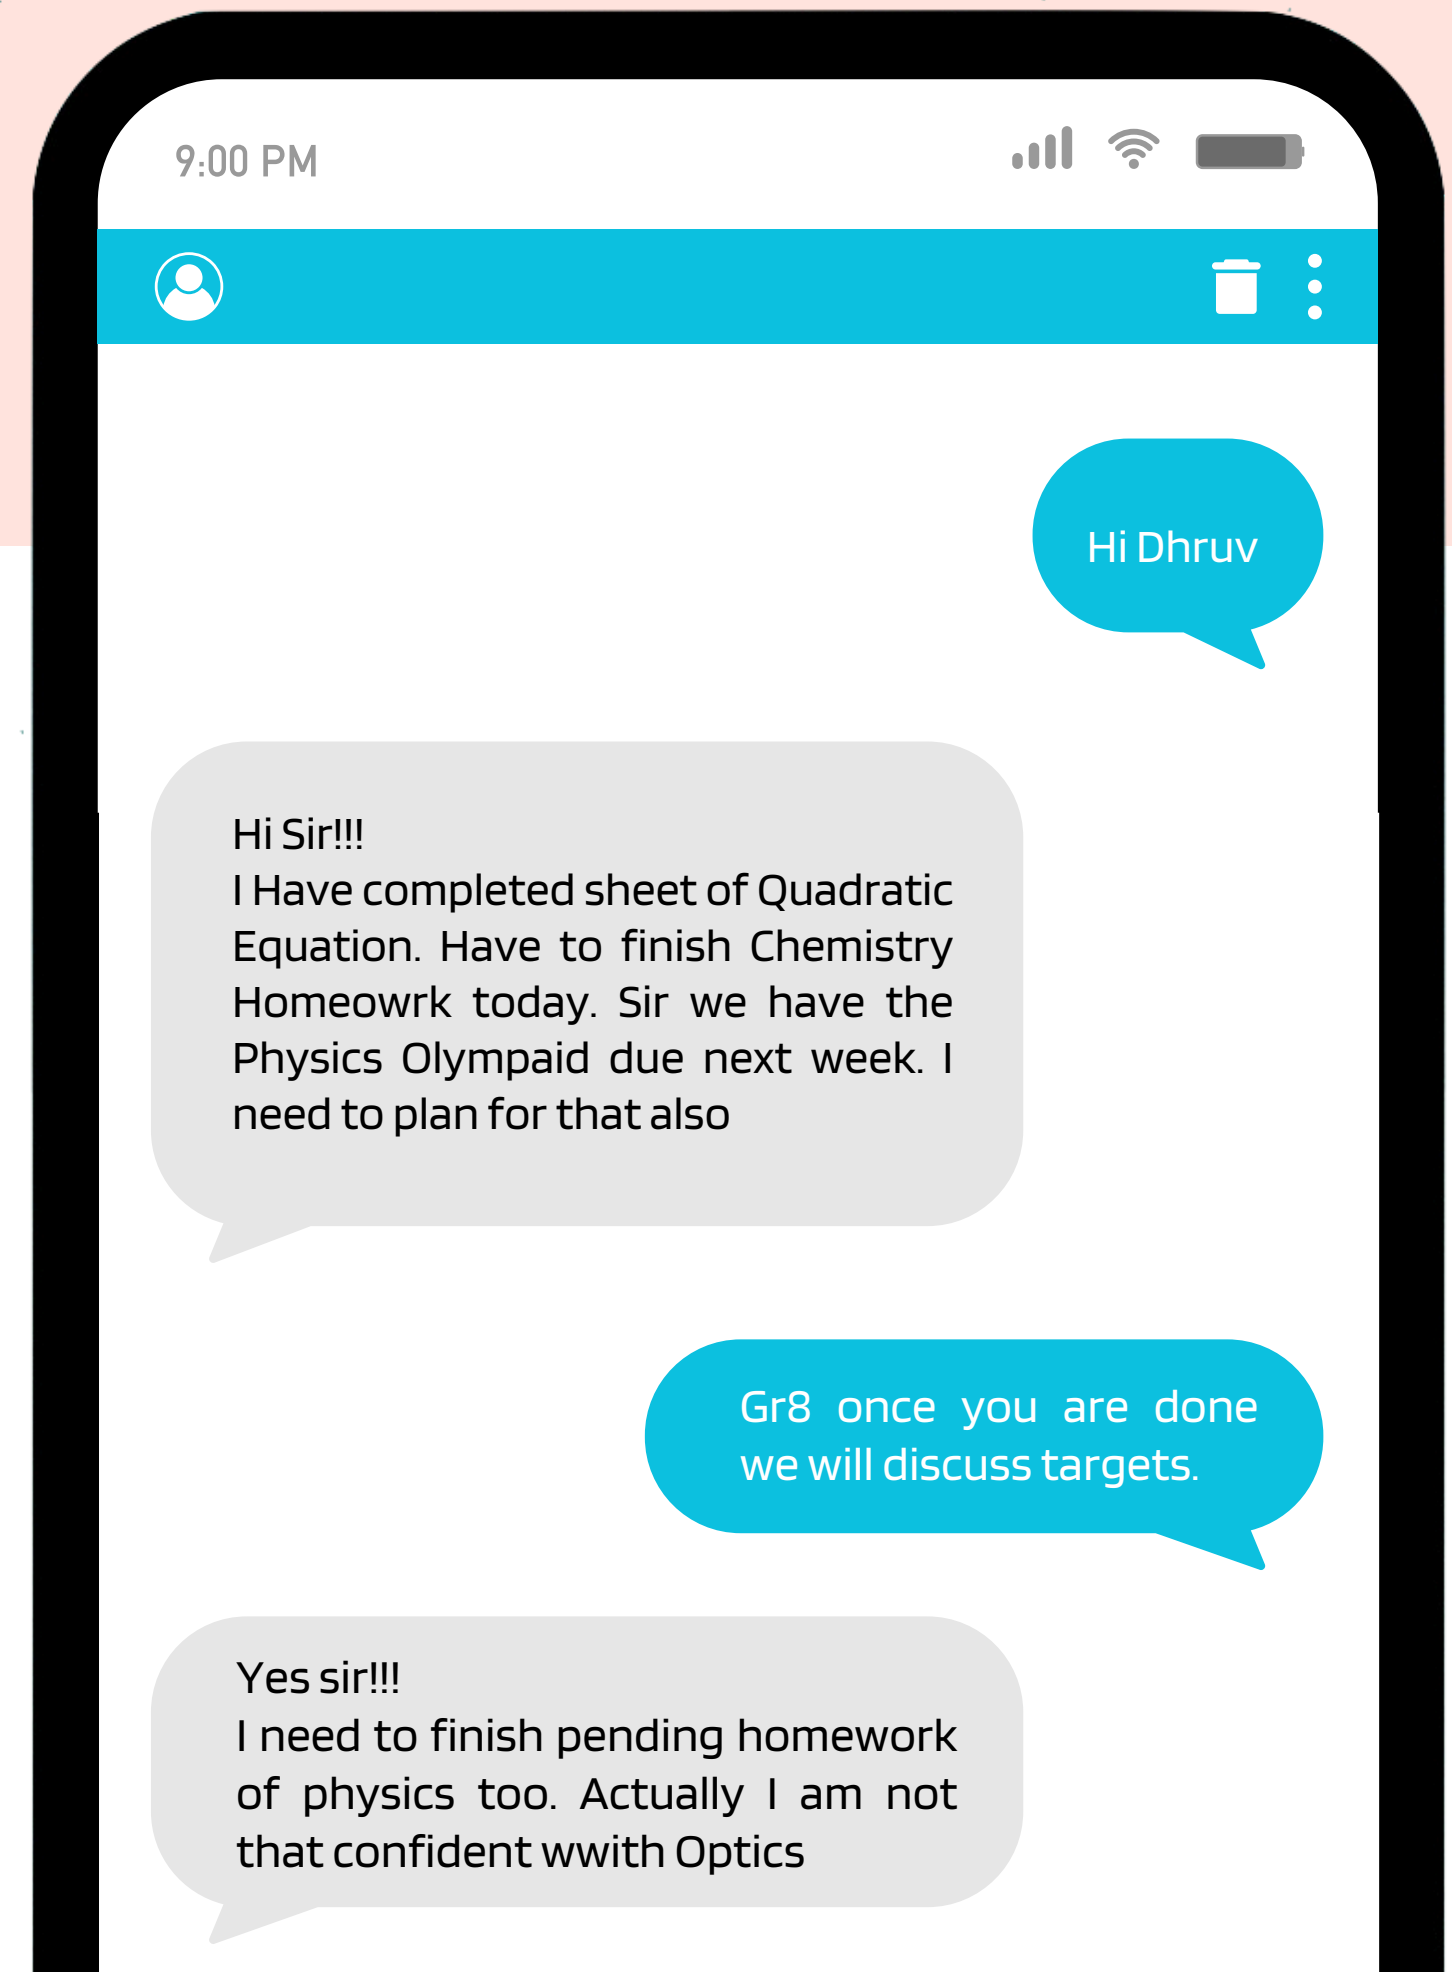 9:00 PM
Hi Dhruv
Hi Sir!!!
I Have completed sheet of Quadratic
Equation. Have to finish Chemistry
Homeowrk today. Sir we have the
Physics Olympaid due next week. I
need to plan for that also
Gr8 once you are done
we will discuss targets.
Yes sir!!!
I need to finish pending homework
of physics too. Actually I am not
that confident wwith Optics